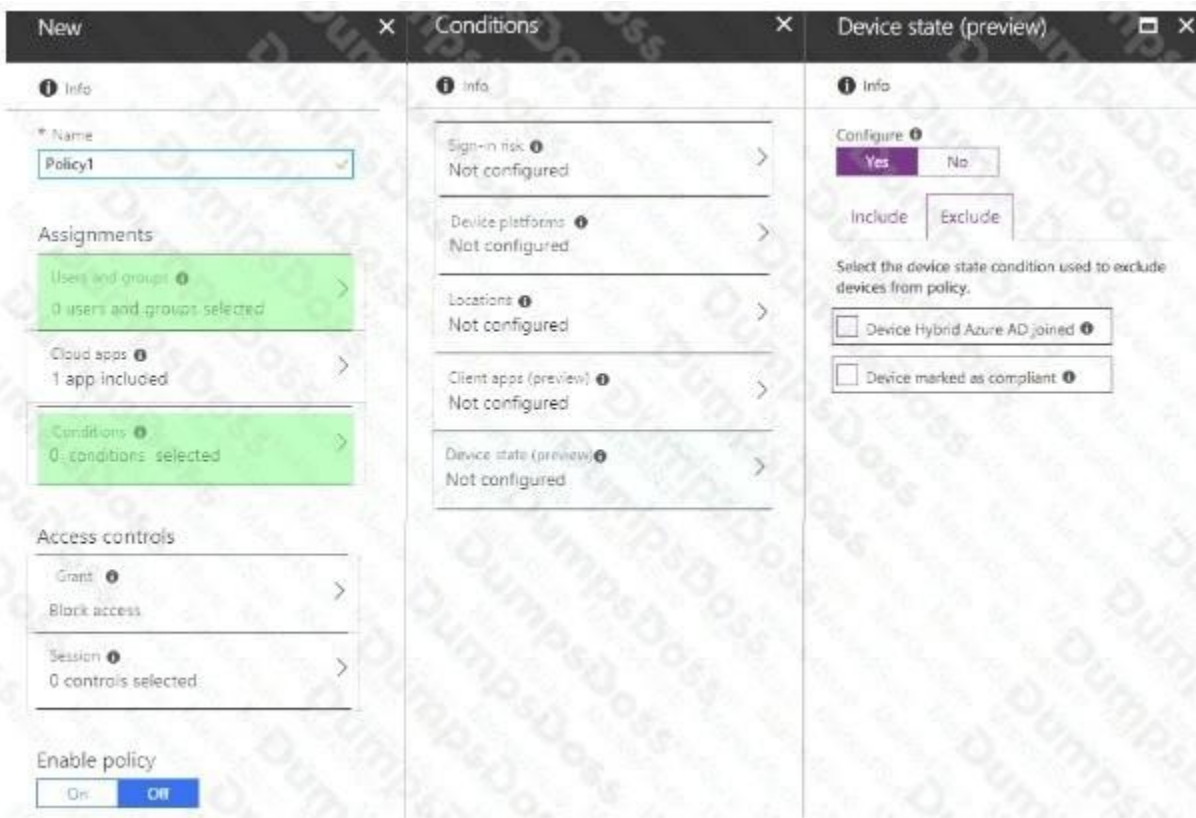 New
Info
* Name
Policy1
Assignments
Users and groups
0 users and groups selected
Cloud apps
1 app included
Conditions
0 conditions selected
Access controls
Grant
Block access
Session
0 controls selected
Enable policy
On Off
Conditions
Info
Sign-in risk
Not configured
Device platforms
Not configured
Locations
Not configured
Client apps (preview)
Not configured
Device state (preview)
Not configured
Device state (preview)
Info
Configure
Yes No
Include Exclude
Select the device state condition used to exclude
devices from policy.
Device Hybrid Azure AD joined
Device marked as compliant
DumpsDoss